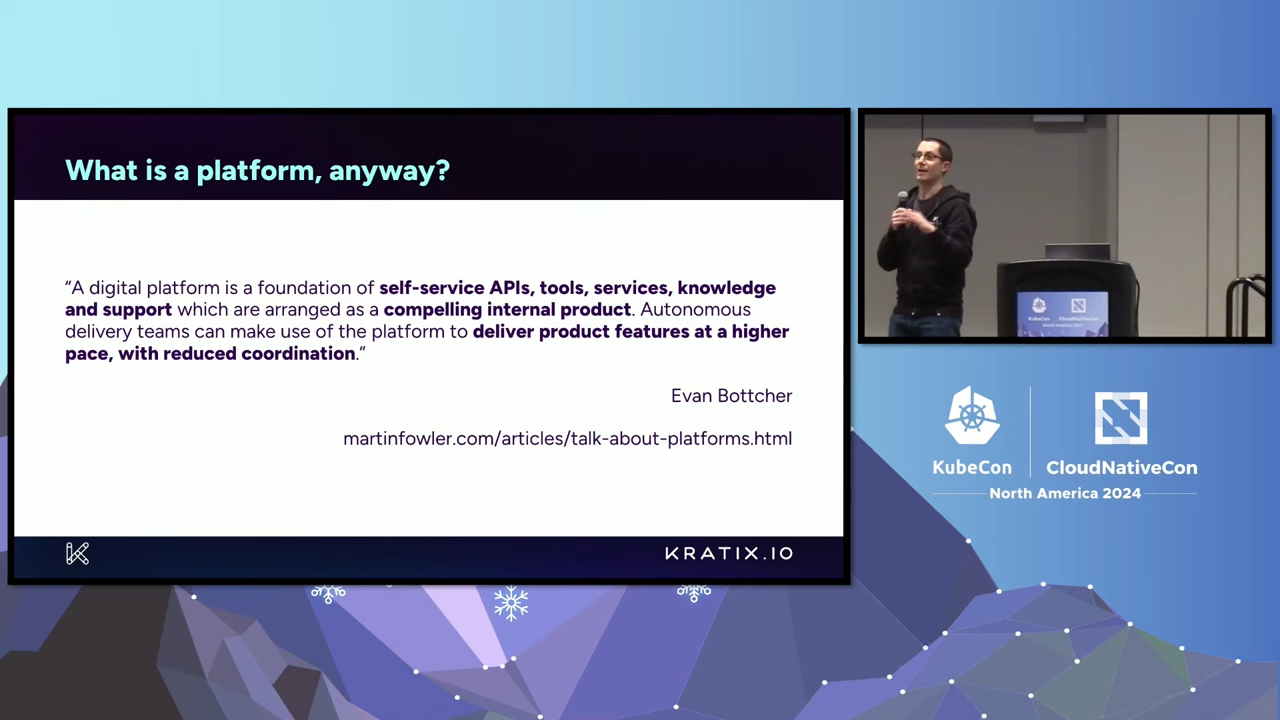 What is a platform, anyway?
“A digital platform is a foundation of self-service APIs, tools, services, knowledge
and support which are arranged as a compelling internal product. Autonomous
delivery teams can make use of the platform to deliver product features at a higher
pace, with reduced coordination.”
Evan Bottcher
martinfowler.com/articles/talk-about-platforms.html
KRATIX.IO
KubeCon
CloudNativeCon
North America 2024
KubeCon
CloudNativeCon